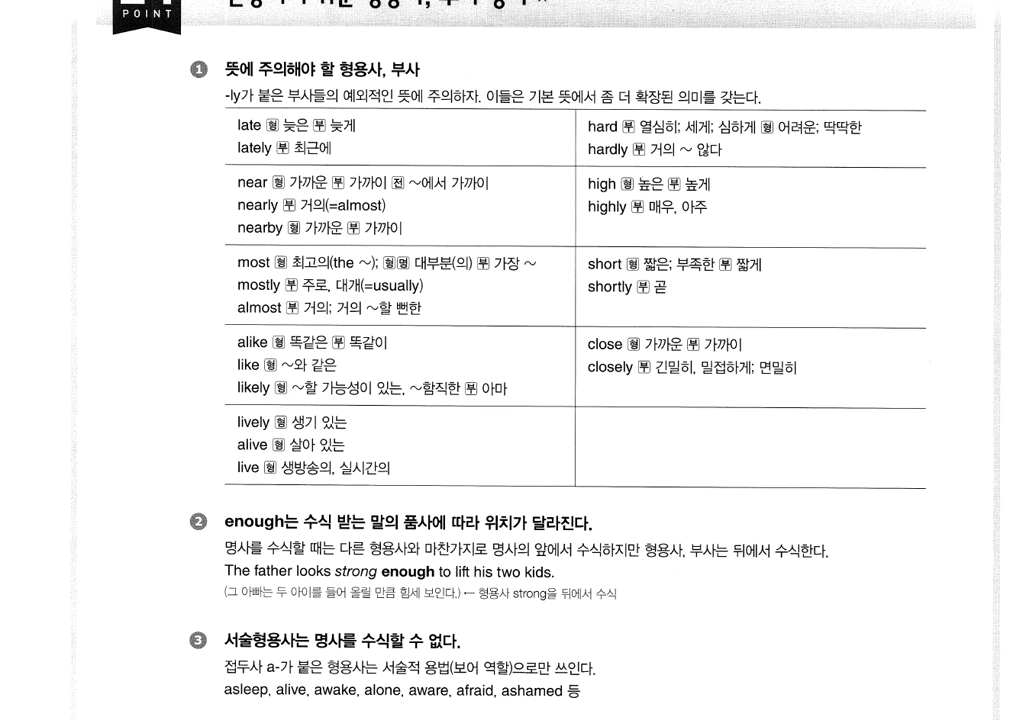 POINT
1 뜻에 주의해야 할 형용사, 부사
-ly가 붙은 부사들의 예외적인 뜻에 주의하자. 이들은 기본 뜻에서 좀 더 확장된 의미를 갖는다.
late 형 늦은 부 늦게
lately 부 최근에
hard 부 열심히; 세게; 심하게 형 어려운; 딱딱한
hardly 부 거의 ~ 않다
near 형 가까운 부 가까이 전 ~에서 가까이
nearly 부 거의(=almost)
nearby 형 가까운 부 가까이
high 형 높은 부 높게
highly 부 매우, 아주
most 형 최고의(the ~); 형명 대부분(의) 부 가장 ~
mostly 부 주로, 대개(=usually)
almost 부 거의; 거의 ~할 뻔한
short 형 짧은; 부족한 부 짧게
shortly 부 곧
alike 형 똑같은 부 똑같이
like 형 ~와 같은
likely 형 ~할 가능성이 있는, ~함직한 부 아마
close 형 가까운 부 가까이
closely 부 긴밀히, 밀접하게; 면밀히
lively 형 생기 있는
alive 형 살아 있는
live 형 생방송의, 실시간의
2 enough는 수식 받는 말의 품사에 따라 위치가 달라진다.
명사를 수식할 때는 다른 형용사와 마찬가지로 명사의 앞에서 수식하지만 형용사, 부사는 뒤에서 수식한다.
The father looks strong enough to lift his two kids.
(그 아빠는 두 아이를 들어 올릴 만큼 힘세 보인다.) ← 형용사 strong을 뒤에서 수식
3 서술형용사는 명사를 수식할 수 없다.
접두사 a-가 붙은 형용사는 서술적 용법(보어 역할)으로만 쓰인다.
asleep, alive, awake, alone, aware, afraid, ashamed 등